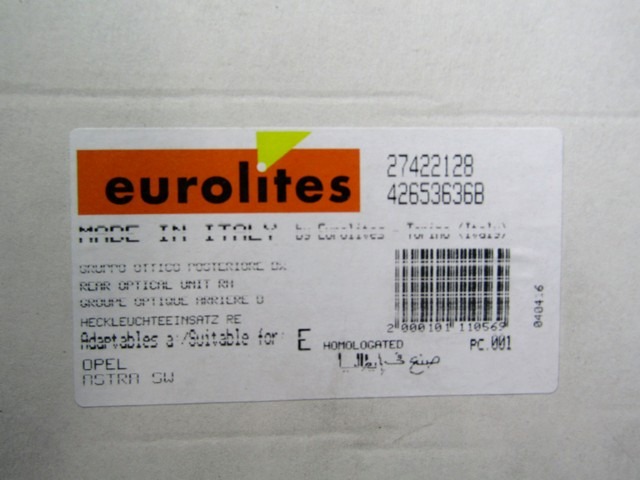 eurolites
27422128
42653636B
MADE IN ITALY by Eurolites - Torino (Italy)
GRUPPO OTTICO POSTERIORE DX
REAR OPTICAL UNIT RH
GROUPE OPTIQUE ARRIERE D
HECKLEUCHTEEINSATZ RE
Adaptables a:/Suitable for: E HOMOLOGATED
OPEL
ASTRA SW
2 000101 110569
PC.001
صنع في إيطاليا
040416